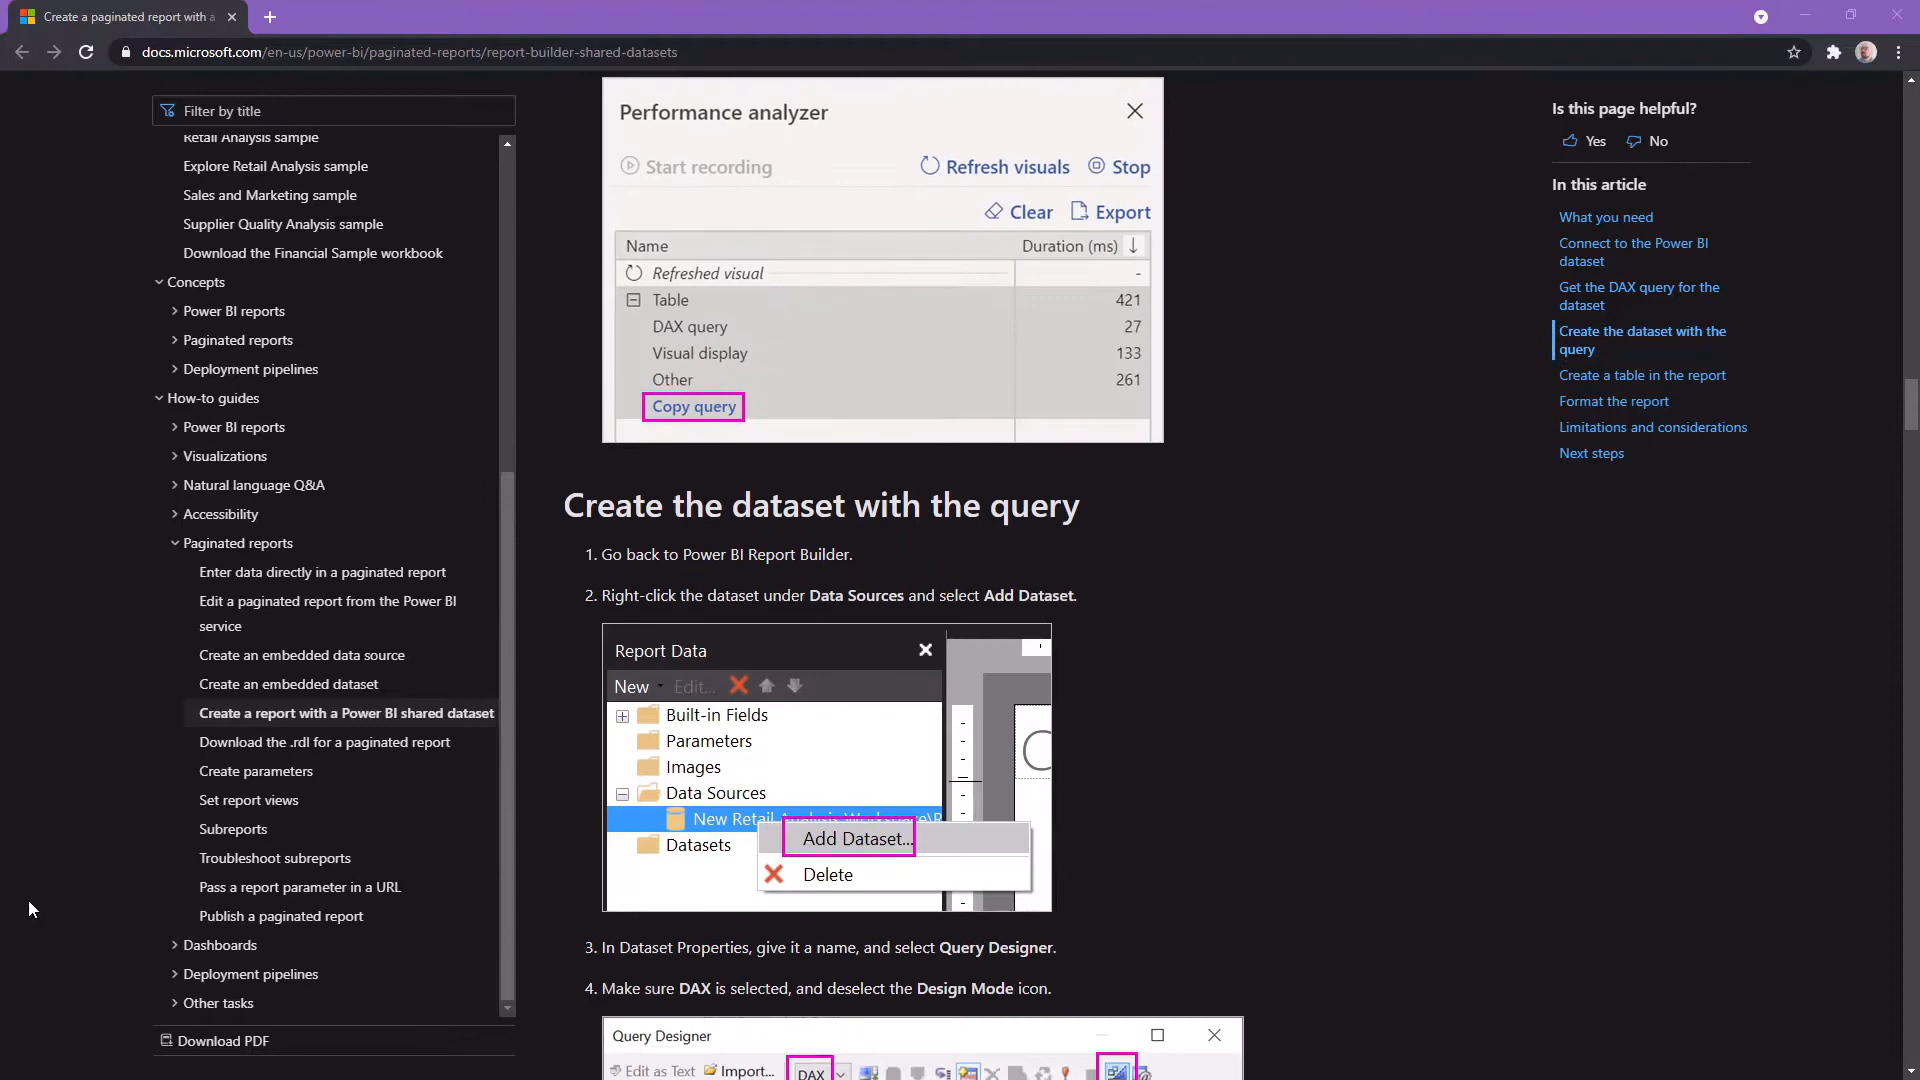 Create a paginated report with a
docs.microsoft.com/en-us/power-bi/paginated-reports/report-builder-shared-datasets
Filter by title
Retail Analysis sample
Explore Retail Analysis sample
Sales and Marketing sample
Supplier Quality Analysis sample
Download the Financial Sample workbook
Concepts
Power BI reports
Paginated reports
Deployment pipelines
How-to guides
Power BI reports
Visualizations
Natural language Q&A
Accessibility
Paginated reports
Enter data directly in a paginated report
Edit a paginated report from the Power BI
service
Create an embedded data source
Create an embedded dataset
Create a report with a Power BI shared dataset
Download the .rdl for a paginated report
Create parameters
Set report views
Subreports
Troubleshoot subreports
Pass a report parameter in a URL
Publish a paginated report
Dashboards
Deployment pipelines
Other tasks
Download PDF
Performance analyzer
Start recording Refresh visuals Stop
Clear Export
Name Duration (ms)
Refreshed visual -
Table 421
DAX query 27
Visual display 133
Other 261
Copy query
Create the dataset with the query
1. Go back to Power BI Report Builder.
2. Right-click the dataset under Data Sources and select Add Dataset.
Report Data
New Edit...
Built-in Fields
Parameters
Images
Data Sources
New Retail Analysis Workspace\R
Add Dataset...
Datasets
Delete
3. In Dataset Properties, give it a name, and select Query Designer.
4. Make sure DAX is selected, and deselect the Design Mode icon.
Query Designer
Edit as Text Import... DAX
Is this page helpful?
Yes No
In this article
What you need
Connect to the Power BI
dataset
Get the DAX query for the
dataset
Create the dataset with the
query
Create a table in the report
Format the report
Limitations and considerations
Next steps